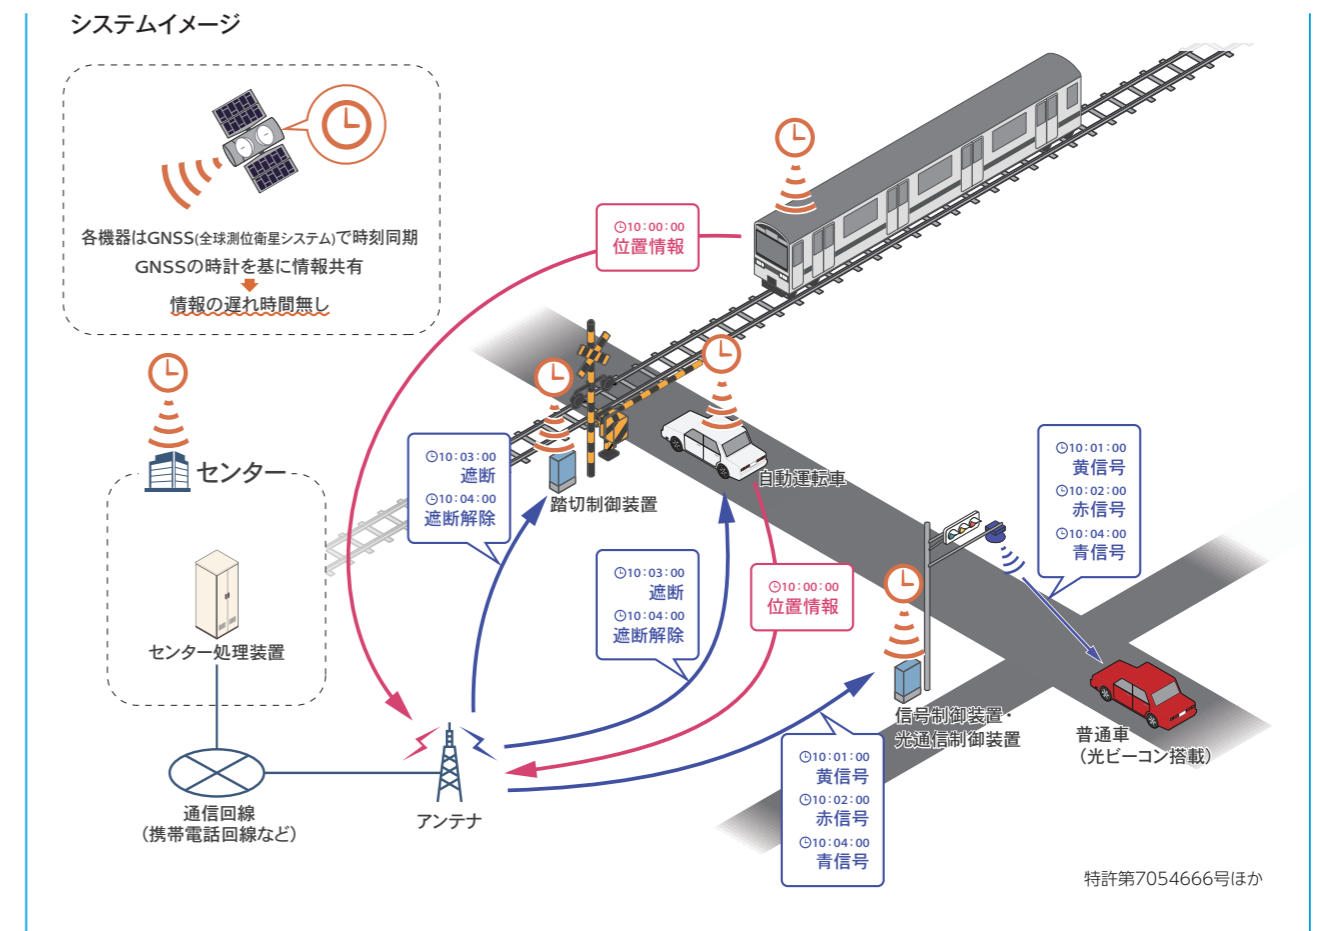 システムイメージ
各機器はGNSS(全球測位衛星システム)で時刻同期
GNSSの時計を基に情報共有
情報の遅れ時間無し
10:00:00
位置情報
センター
センター処理装置
通信回線
(携帯電話回線など)
アンテナ
10:03:00
遮断
10:04:00
遮断解除
踏切制御装置
自動運転車
10:03:00
遮断
10:04:00
遮断解除
10:00:00
位置情報
10:01:00
黄信号
10:02:00
赤信号
10:04:00
青信号
信号制御装置・
光通信制御装置
10:01:00
黄信号
10:02:00
赤信号
10:04:00
青信号
普通車
(光ビーコン搭載)
特許第7054666号ほか